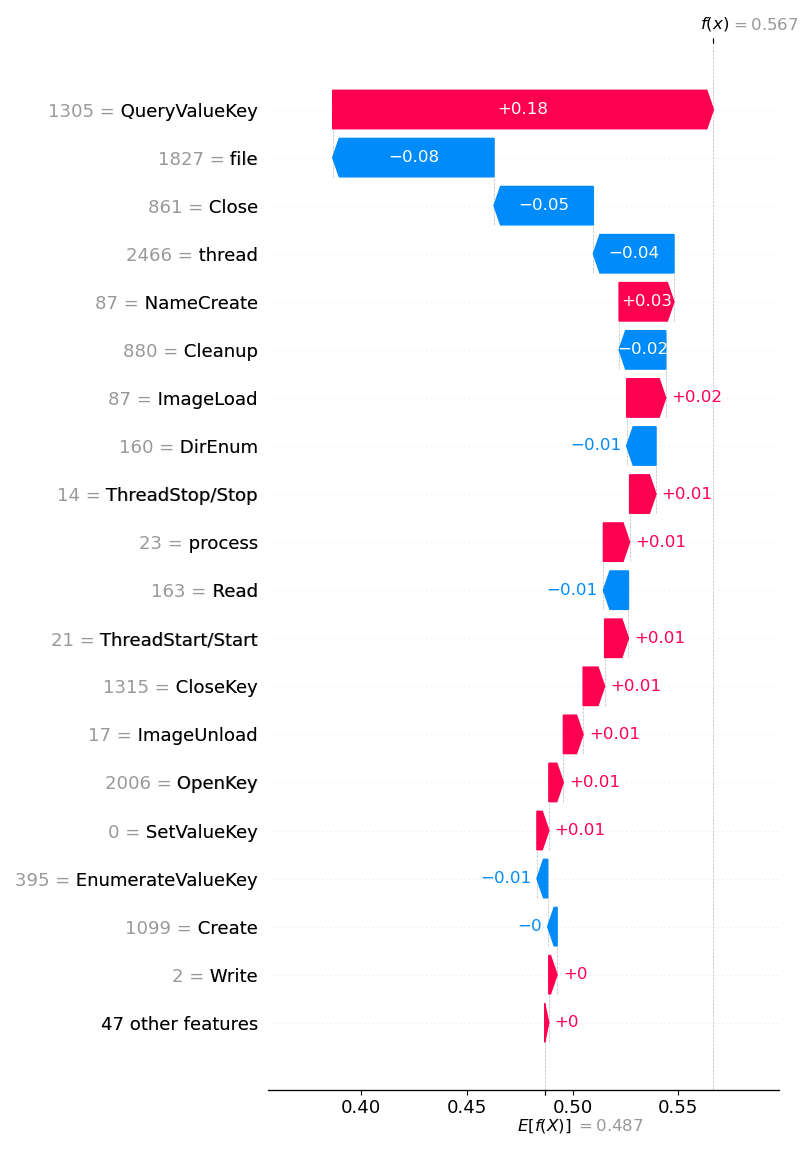 f(x) = 0.567
1305 = QueryValueKey +0.18
1827 = file −0.08
861 = Close −0.05
2466 = thread −0.04
87 = NameCreate +0.03
880 = Cleanup −0.02
87 = ImageLoad +0.02
160 = DirEnum −0.01
14 = ThreadStop/Stop +0.01
23 = process +0.01
163 = Read −0.01
21 = ThreadStart/Start +0.01
1315 = CloseKey +0.01
17 = ImageUnload +0.01
2006 = OpenKey +0.01
0 = SetValueKey +0.01
395 = EnumerateValueKey −0.01
1099 = Create −0
2 = Write +0
47 other features +0
0.40 0.45 0.50 0.55
E[f(X)] = 0.487